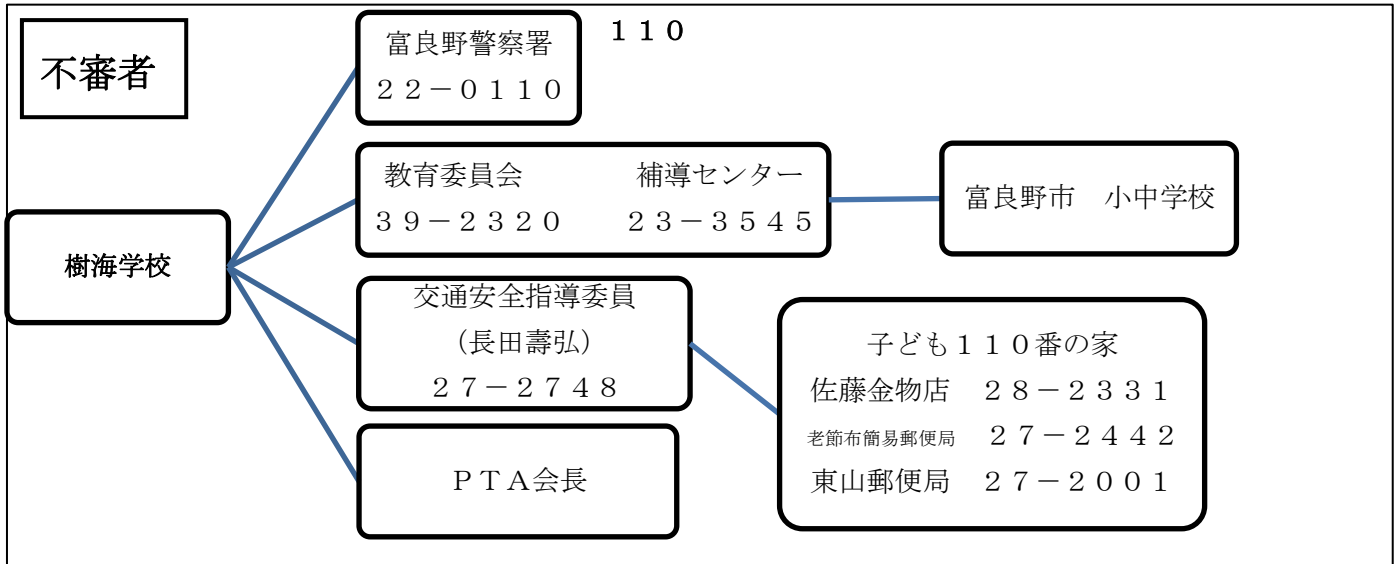 不審者
富良野警察署
２２－０１１０
１１０
教育委員会　　　　補導センター
３９－２３２０　　２３－３５４５
富良野市　小中学校
樹海学校
交通安全指導委員
（長田壽弘）
２７－２７４８
子ども１１０番の家
佐藤金物店　２８－２３３１
老節布簡易郵便局　２７－２４４２
東山郵便局　２７－２００１
ＰＴＡ会長